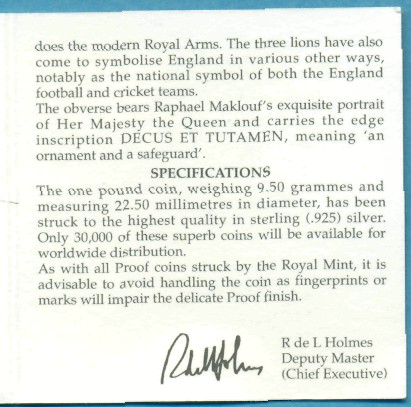 does the modern Royal Arms. The three lions have also
come to symbolise England in various other ways,
notably as the national symbol of both the England
football and cricket teams.
The obverse bears Raphael Maklouf's exquisite portrait
of Her Majesty the Queen and carries the edge
inscription DECUS ET TUTAMEN, meaning 'an
ornament and a safeguard'.
SPECIFICATIONS
The one pound coin, weighing 9.50 grammes and
measuring 22.50 millimetres in diameter, has been
struck to the highest quality in sterling (.925) silver.
Only 30,000 of these superb coins will be available for
worldwide distribution.
As with all Proof coins struck by the Royal Mint, it is
advisable to avoid handling the coin as fingerprints or
marks will impair the delicate Proof finish.
RdeLHolmes
R de L Holmes
Deputy Master
(Chief Executive)